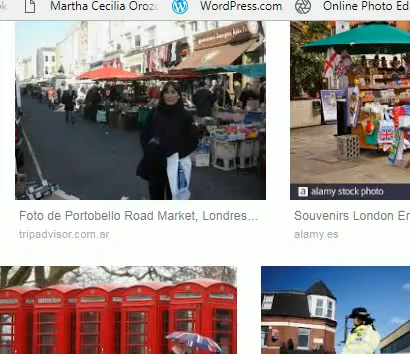 Martha Cecilia Orozc WordPress.com Online Photo Ed
a alamy stock photo
Foto de Portobello Road Market, Londres... Souvenirs London En
tripadvisor.com.ar alamy.es